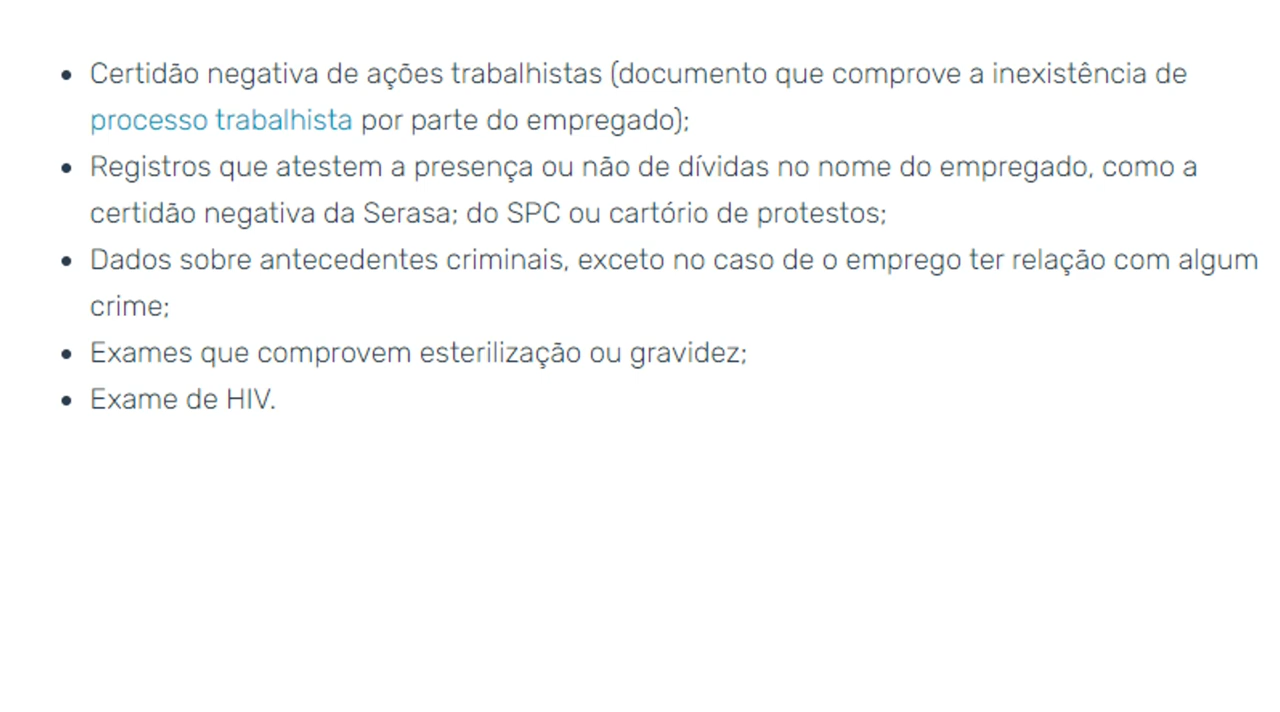 • Certidão negativa de ações trabalhistas (documento que comprove a inexistência de
processo trabalhista por parte do empregado);
• Registros que atestem a presença ou não de dívidas no nome do empregado, como a
certidão negativa da Serasa; do SPC ou cartório de protestos;
• Dados sobre antecedentes criminais, exceto no caso de o emprego ter relação com algum
crime;
• Exames que comprovem esterilização ou gravidez;
• Exame de HIV.